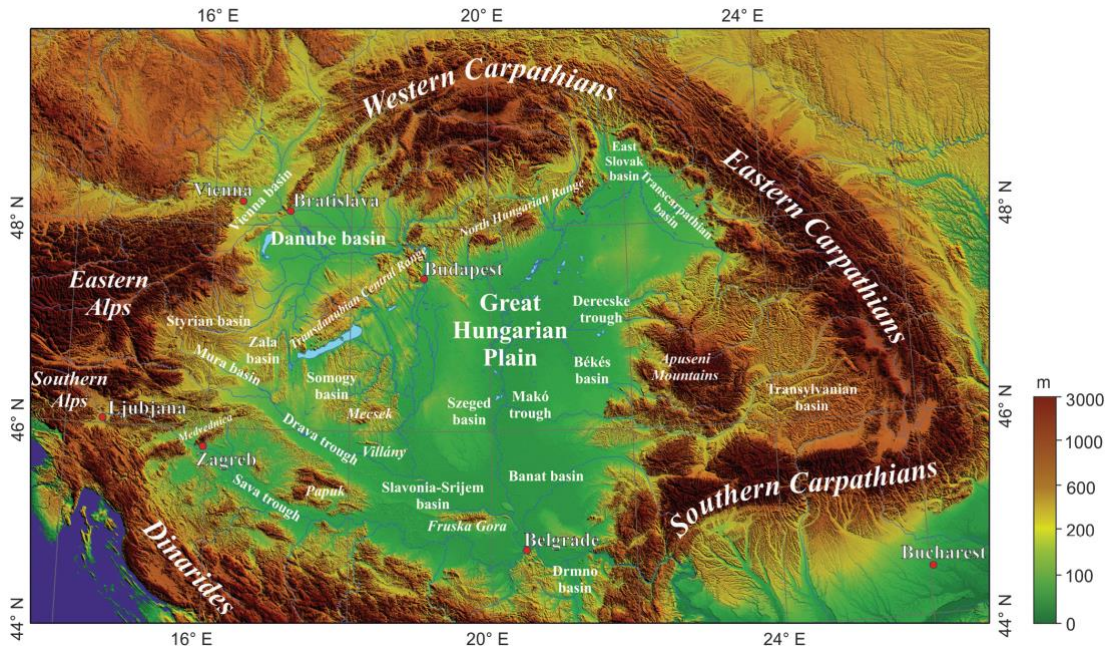 16° E
20° E
24° E
Western Carpathians
East
Slovak
basin
Transcarpathian
basin
Eastern Carpathians
48° N
48° N
Vienna
Vienna basin
Bratislava
North Hungarian Range
Danube basin
Transdanubian Central Range
Budapest
Eastern
Alps
Great
Hungarian
Plain
Derecske
trough
Styrian basin
Zala
basin
Mura basin
Somogy
basin
Békés
basin
Apuseni
Mountains
Transylvanian
basin
Southern
Alps
Ljubjana
Mecsek
Szeged
basin
Makó
trough
46° N
46° N
Medvednica
Zagreb
Drava trough
Villány
Sava trough
Papuk
Slavonia-Srijem
basin
Banat basin
Fruska Gora
Southern Carpathians
Dinarides
Belgrade
Drmno
basin
Bucharest
44° N
44° N
16° E
20° E
24° E
m
3000
1000
600
200
100
0